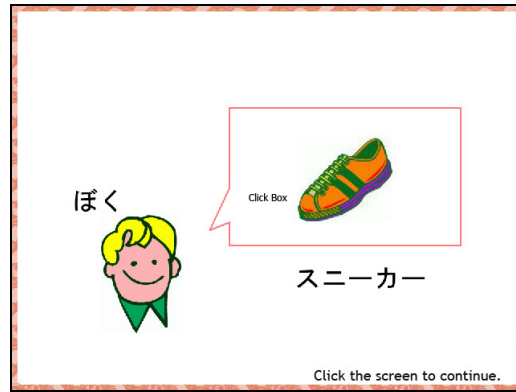 ぼく
Click Box
スニーカー
Click the screen to continue.